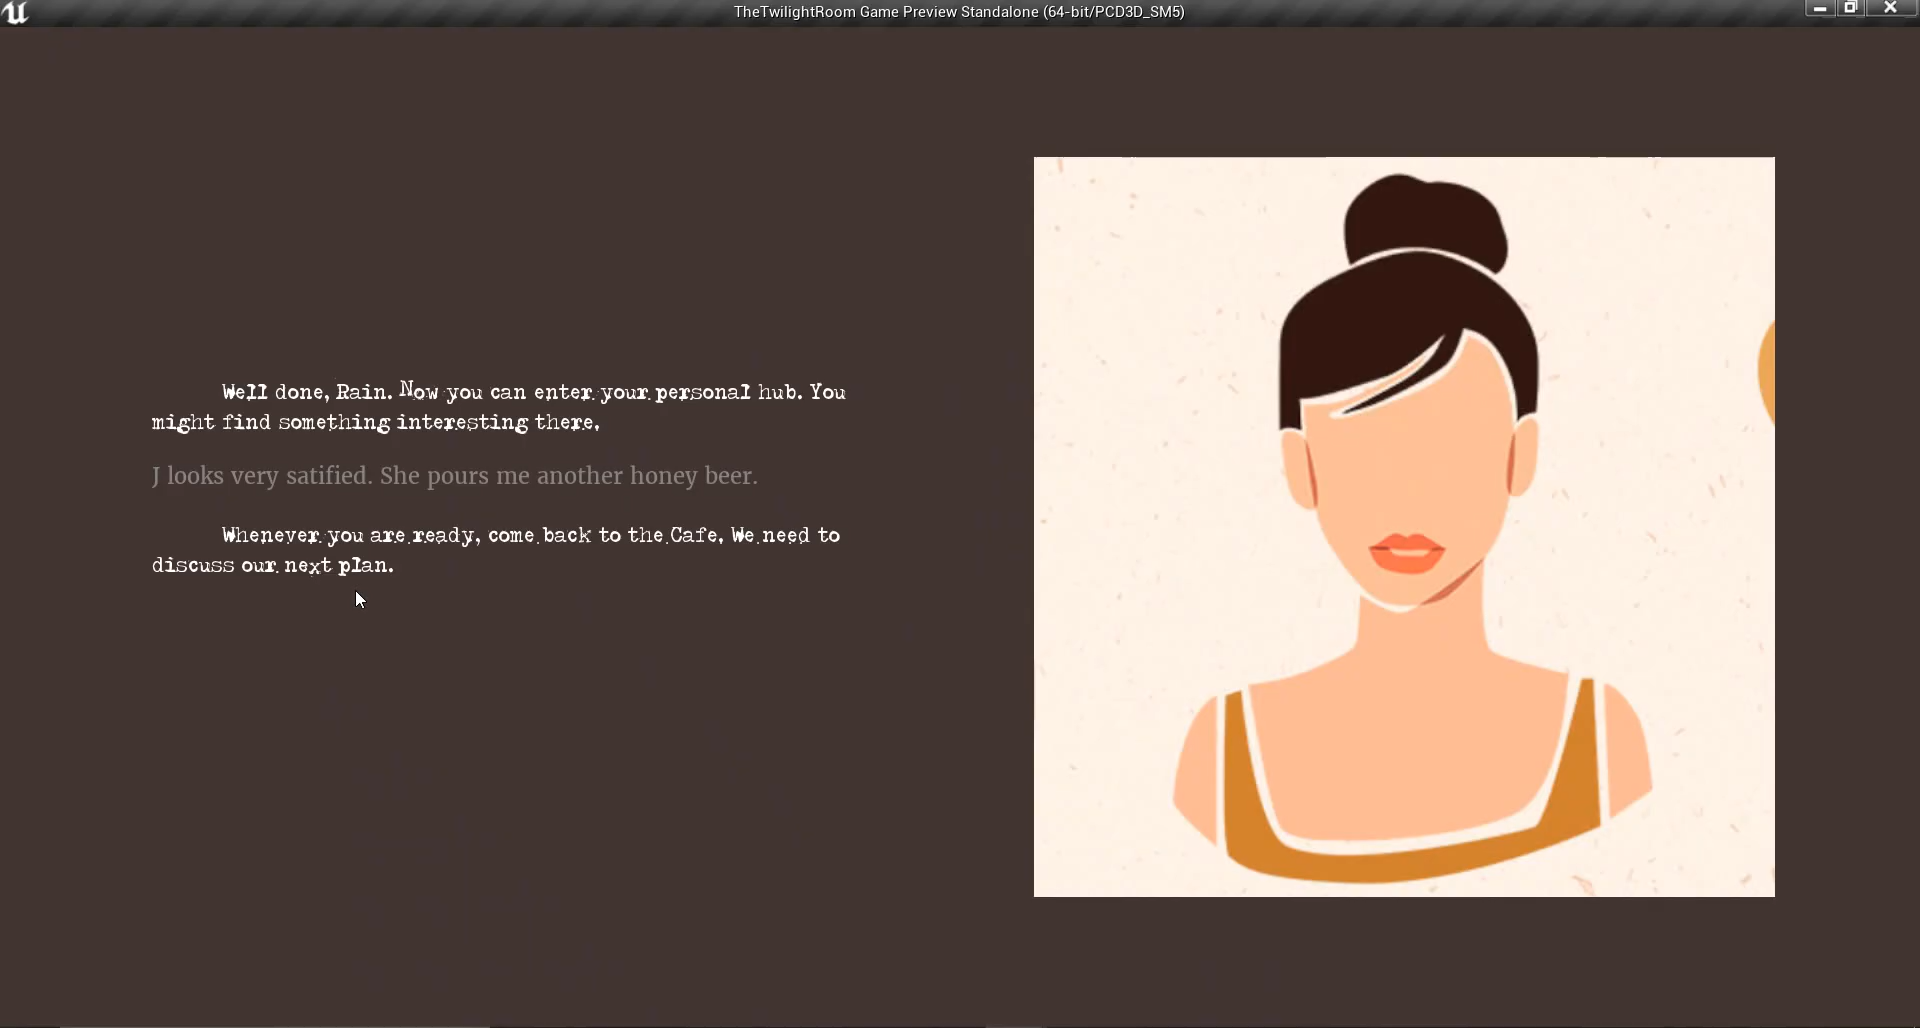 TheTwilightRoom Game Preview Standalone (64-bit/PCD3D_SM5)
Well done, Rain. Now you can enter your personal hub. You
might find something interesting there.
J looks very satified. She pours me another honey beer.
Whenever you are ready, come back to the Cafe. We need to
discuss our next plan.